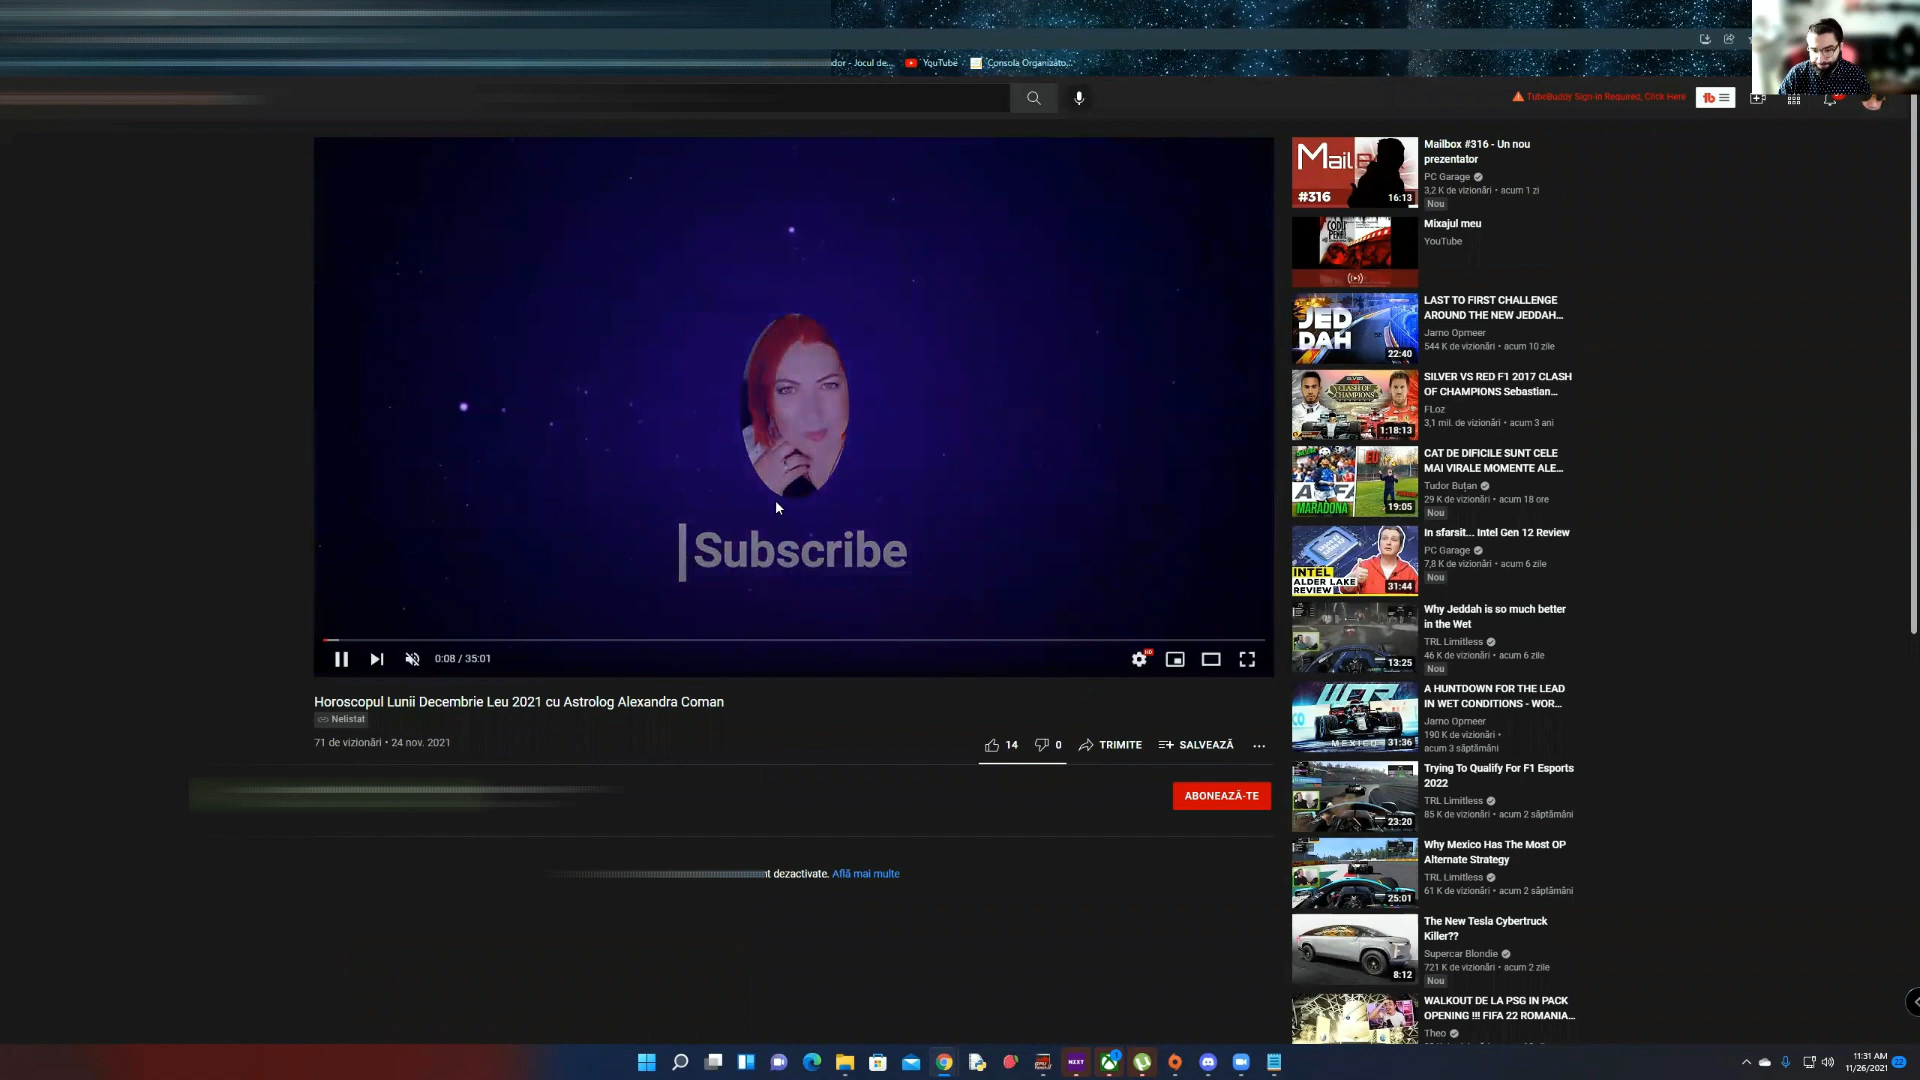 dor - Jocul de...
YouTube
Consola Organizato...
TubeBuddy Sign-In Required, Click Here
Subscribe
0:08 / 35:01
HD
Horoscopul Lunii Decembrie Leu 2021 cu Astrolog Alexandra Coman
Nelistat
71 de vizionări • 24 nov. 2021
14
0
TRIMITE
SALVEAZĂ
ABONEAZĂ-TE
t dezactivate. Află mai multe
#316
16:13
Mailbox #316 - Un nou
prezentator
PC Garage
3,2 K de vizionări • acum 1 zi
Nou
Mixajul meu
YouTube
JED
DAH
22:40
LAST TO FIRST CHALLENGE
AROUND THE NEW JEDDAH...
Jarno Opmeer
544 K de vizionări • acum 10 zile
1:18:13
SILVER VS RED F1 2017 CLASH
OF CHAMPIONS Sebastian...
FLoz
3,1 mil. de vizionări • acum 3 ani
EU
MARADONA
19:05
CAT DE DIFICILE SUNT CELE
MAI VIRALE MOMENTE ALE...
Tudor Buțan
29 K de vizionări • acum 18 ore
Nou
INTEL
ALDER LAKE
REVIEW
31:44
In sfarsit... Intel Gen 12 Review
PC Garage
7,8 K de vizionări • acum 6 zile
Nou
13:25
Why Jeddah is so much better
in the Wet
TRL Limitless
46 K de vizionări • acum 6 zile
Nou
MEXICO
31:36
A HUNTDOWN FOR THE LEAD
IN WET CONDITIONS - WOR...
Jarno Opmeer
190 K de vizionări •
acum 3 săptămâni
23:20
Trying To Qualify For F1 Esports
2022
TRL Limitless
85 K de vizionări • acum 2 săptămâni
25:01
Why Mexico Has The Most OP
Alternate Strategy
TRL Limitless
61 K de vizionări • acum 2 săptămâni
8:12
The New Tesla Cybertruck
Killer??
Supercar Blondie
721 K de vizionări • acum 2 zile
Nou
WALKOUT DE LA PSG IN PACK
OPENING !!! FIFA 22 ROMANIA...
Theo
NZXT
11:31 AM
11/26/2021
22